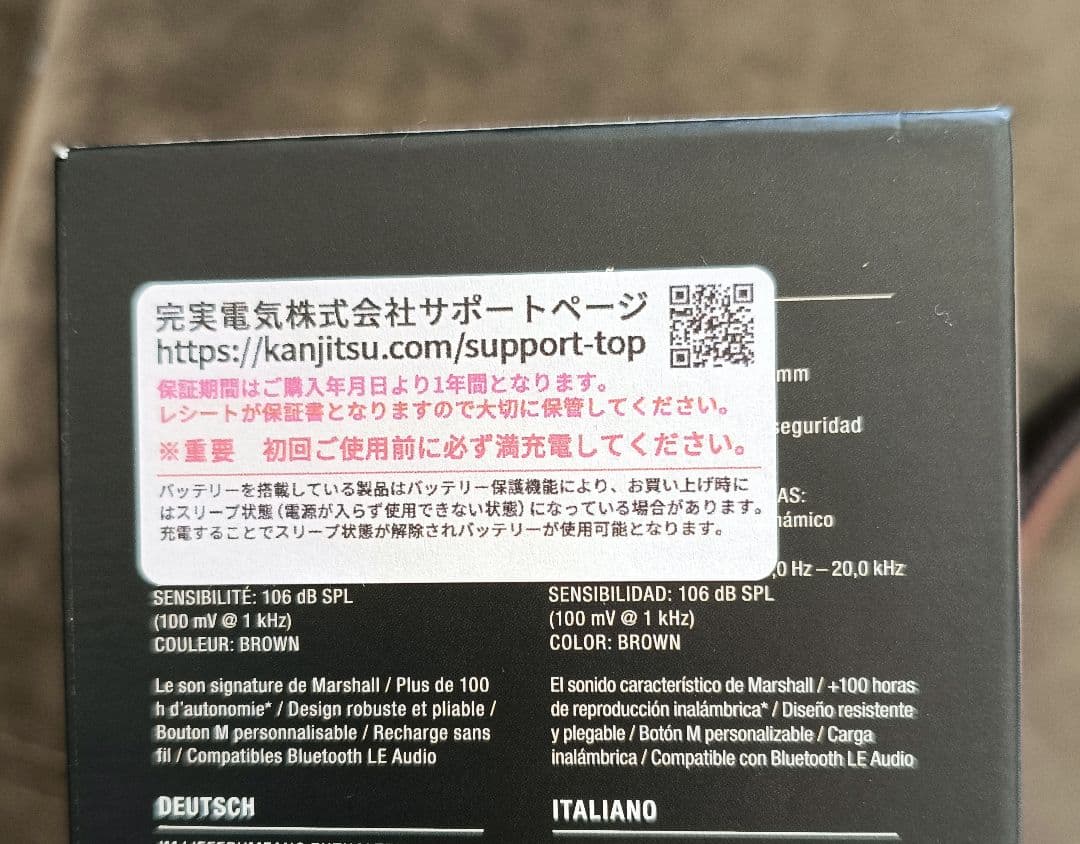 完実電気株式会社サポートページ
https://kanjitsu.com/support-top
保証期間はご購入年月日より1年間となります。
レシートが保証書となりますので大切に保管してください。
※重要 初回ご使用前に必ず満充電してください。
バッテリーを搭載している製品はバッテリー保護機能により、お買い上げ時に
はスリープ状態（電源が入らず使用できない状態）になっている場合があります。
充電することでスリープ状態が解除されバッテリーが使用可能となります。
mm
seguridad
AS:
námico
,0 Hz – 20,0 kHz
SENSIBILITÉ: 106 dB SPL
(100 mV @ 1 kHz)
COULEUR: BROWN
Le son signature de Marshall / Plus de 100
h d'autonomie* / Design robuste et pliable /
Bouton M personnalisable / Recharge sans
fil / Compatibles Bluetooth LE Audio
DEUTSCH
SENSIBILIDAD: 106 dB SPL
(100 mV @ 1 kHz)
COLOR: BROWN
El sonido característico de Marshall / +100 horas
de reproducción inalámbrica* / Diseño resistente
y plegable / Botón M personalizable / Carga
inalámbrica / Compatible con Bluetooth LE Audio
ITALIANO